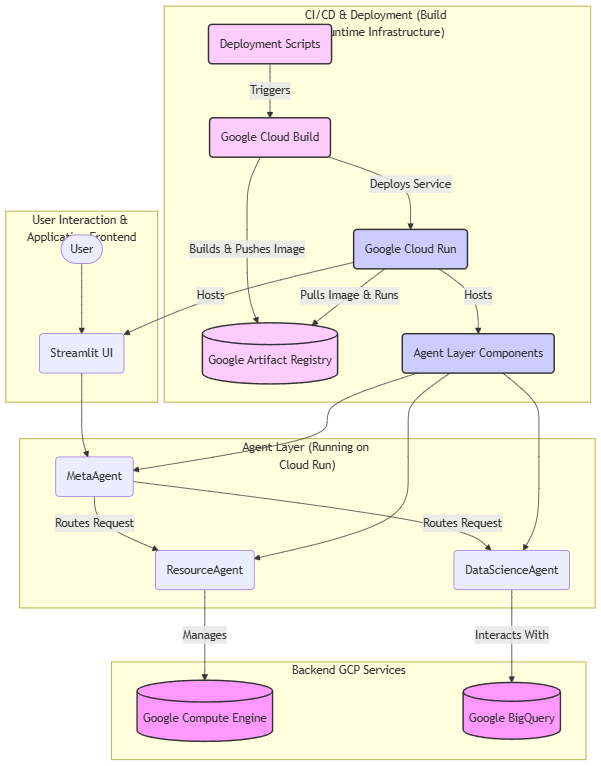 CI/CD & Deployment (Build
untime Infrastructure)
Deployment Scripts
Triggers
Google Cloud Build
Deploys Service
Builds & Pushes Image
Google Cloud Run
Hosts
Pulls Image & Runs
Hosts
Google Artifact Registry
Agent Layer Components
User Interaction &
Application Frontend
User
Streamlit UI
Agent Layer (Running on
Cloud Run)
MetaAgent
Routes Request
Routes Request
ResourceAgent
DataScienceAgent
Manages
Interacts With
Backend GCP Services
Google Compute Engine
Google BigQuery